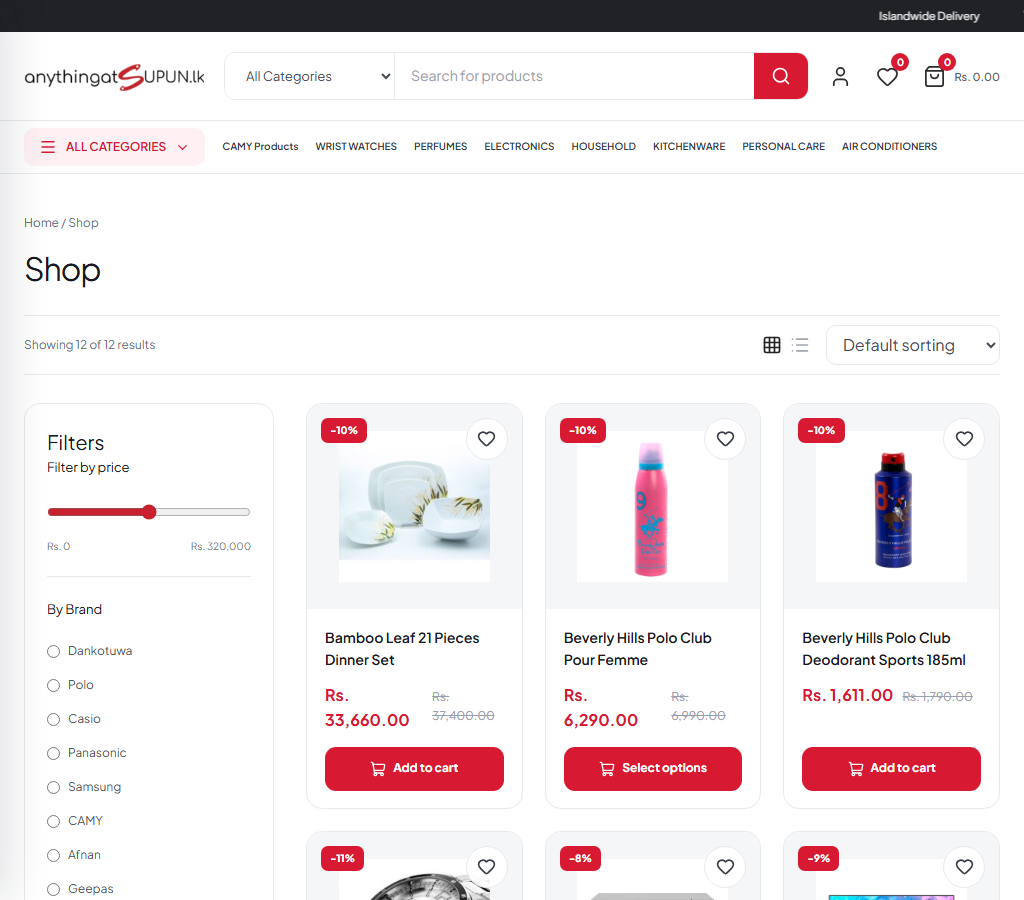 Islandwide Delivery
anythingatSUPUN.lk
All Categories
Search for products
0
0
Rs. 0.00
ALL CATEGORIES
CAMY Products
WRIST WATCHES
PERFUMES
ELECTRONICS
HOUSEHOLD
KITCHENWARE
PERSONAL CARE
AIR CONDITIONERS
Home / Shop
Shop
Showing 12 of 12 results
Default sorting
Filters
Filter by price
Rs. 0
Rs. 320,000
By Brand
Dankotuwa
Polo
Casio
Panasonic
Samsung
CAMY
Afnan
Geepas
-10%
Bamboo Leaf 21 Pieces
Dinner Set
Rs.
33,660.00
Rs.
37,400.00
Add to cart
-10%
9
Beverly Hills Polo Club
Pour Femme
Rs.
6,290.00
Rs.
6,990.00
Select options
-10%
8
Beverly Hills Polo Club
Deodorant Sports 185ml
Rs. 1,611.00
Rs. 1,790.00
Add to cart
-11%
-8%
-9%